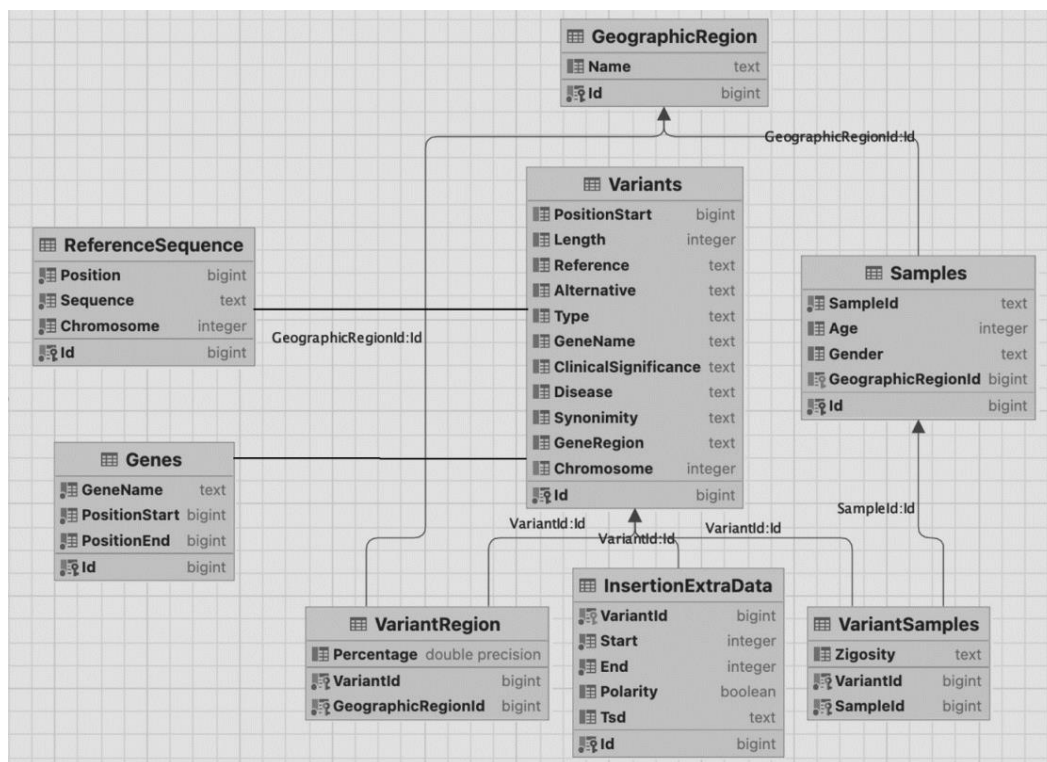 GeographicRegion
Name text
Id bigint
GeographicRegionId:Id
Variants
PositionStart bigint
Length integer
Reference text
Alternative text
Type text
GeneName text
ClinicalSignificance text
Disease text
Synonimity text
GeneRegion text
Chromosome integer
Id bigint
ReferenceSequence
Position bigint
Sequence text
Chromosome integer
Id bigint
GeographicRegionId:Id
Samples
SampleId text
Age integer
Gender text
GeographicRegionId bigint
Id bigint
Genes
GeneName text
PositionStart bigint
PositionEnd bigint
Id bigint
VariantId:Id
VariantId:Id
VariantId:Id
SampleId:Id
VariantRegion
Percentage double precision
VariantId bigint
GeographicRegionId bigint
InsertionExtraData
VariantId bigint
Start integer
End integer
Polarity boolean
Tsd text
Id bigint
VariantSamples
Zigosity text
VariantId bigint
SampleId bigint